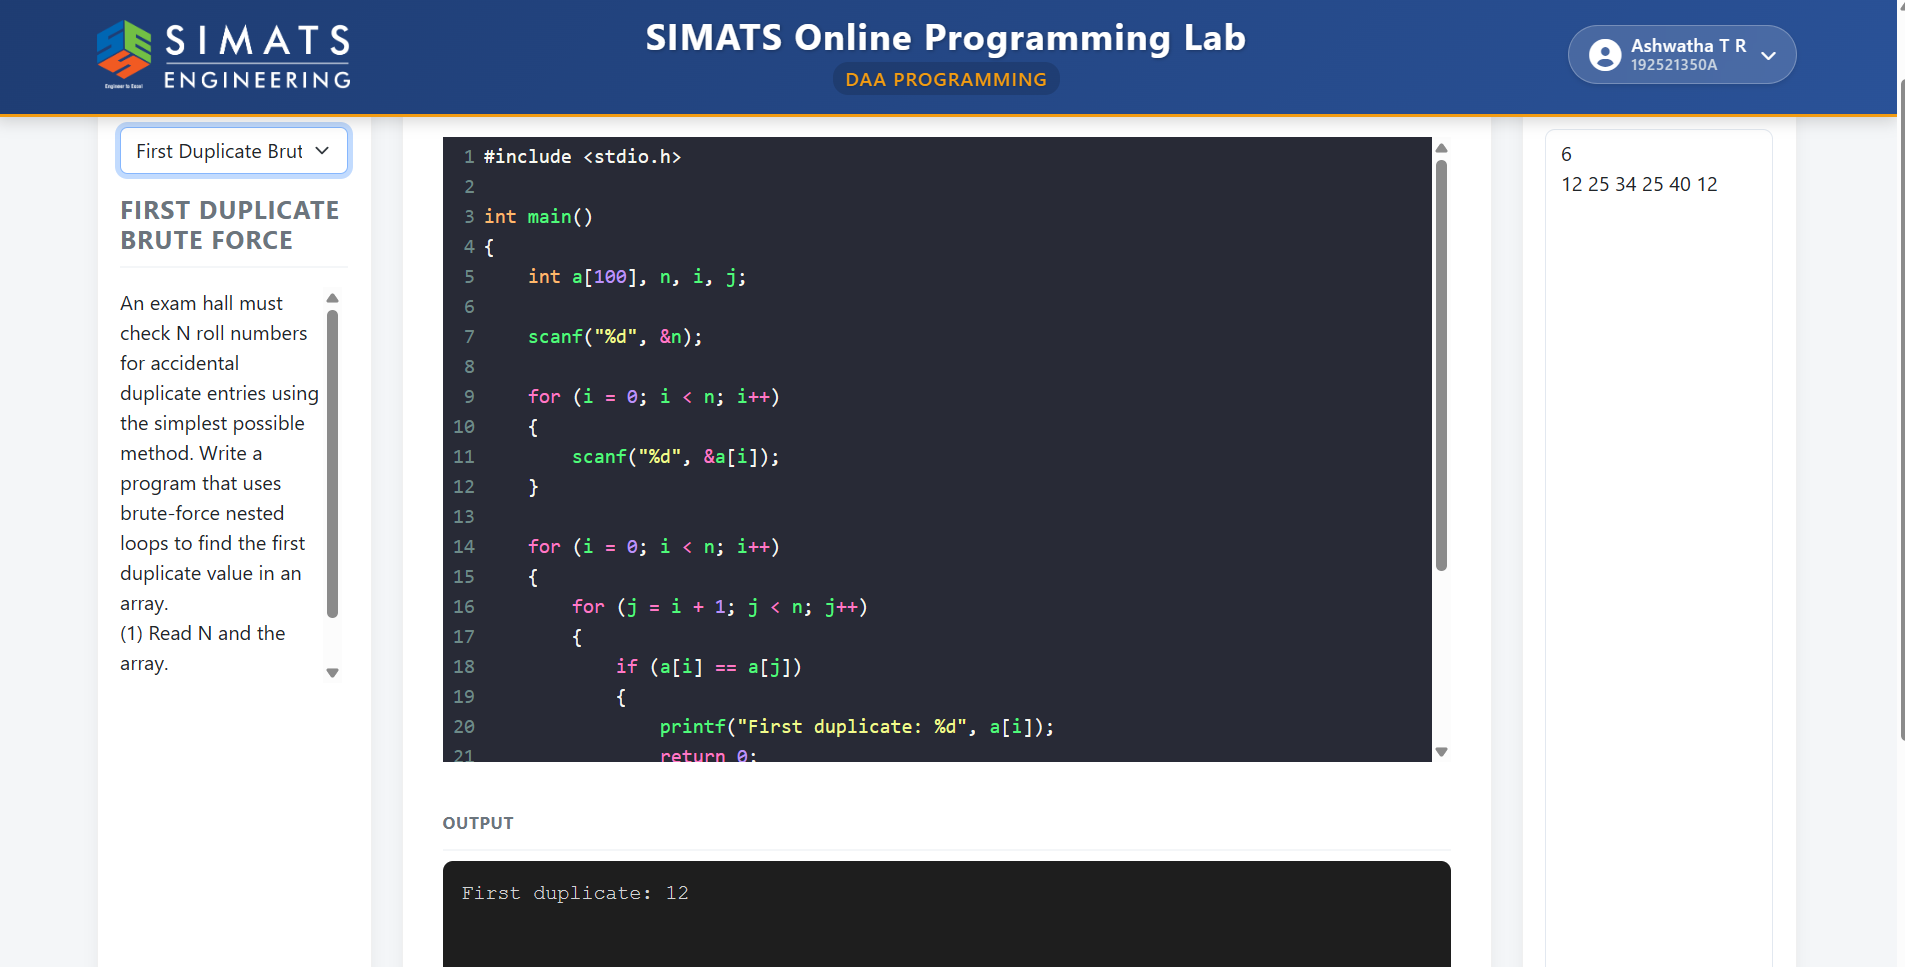 SIMATS
ENGINEERING
Engineer to Excel
SIMATS Online Programming Lab
DAA PROGRAMMING
Ashwatha T R
192521350A
First Duplicate Brut
FIRST DUPLICATE
BRUTE FORCE
An exam hall must
check N roll numbers
for accidental
duplicate entries using
the simplest possible
method. Write a
program that uses
brute-force nested
loops to find the first
duplicate value in an
array.
(1) Read N and the
array.
1 #include <stdio.h>
2
3 int main()
4 {
5     int a[100], n, i, j;
6
7     scanf("%d", &n);
8
9     for (i = 0; i < n; i++)
10     {
11         scanf("%d", &a[i]);
12     }
13
14     for (i = 0; i < n; i++)
15     {
16         for (j = i + 1; j < n; j++)
17         {
18             if (a[i] == a[j])
19             {
20                 printf("First duplicate: %d", a[i]);
21                 return 0;
OUTPUT
First duplicate: 12
6
12 25 34 25 40 12